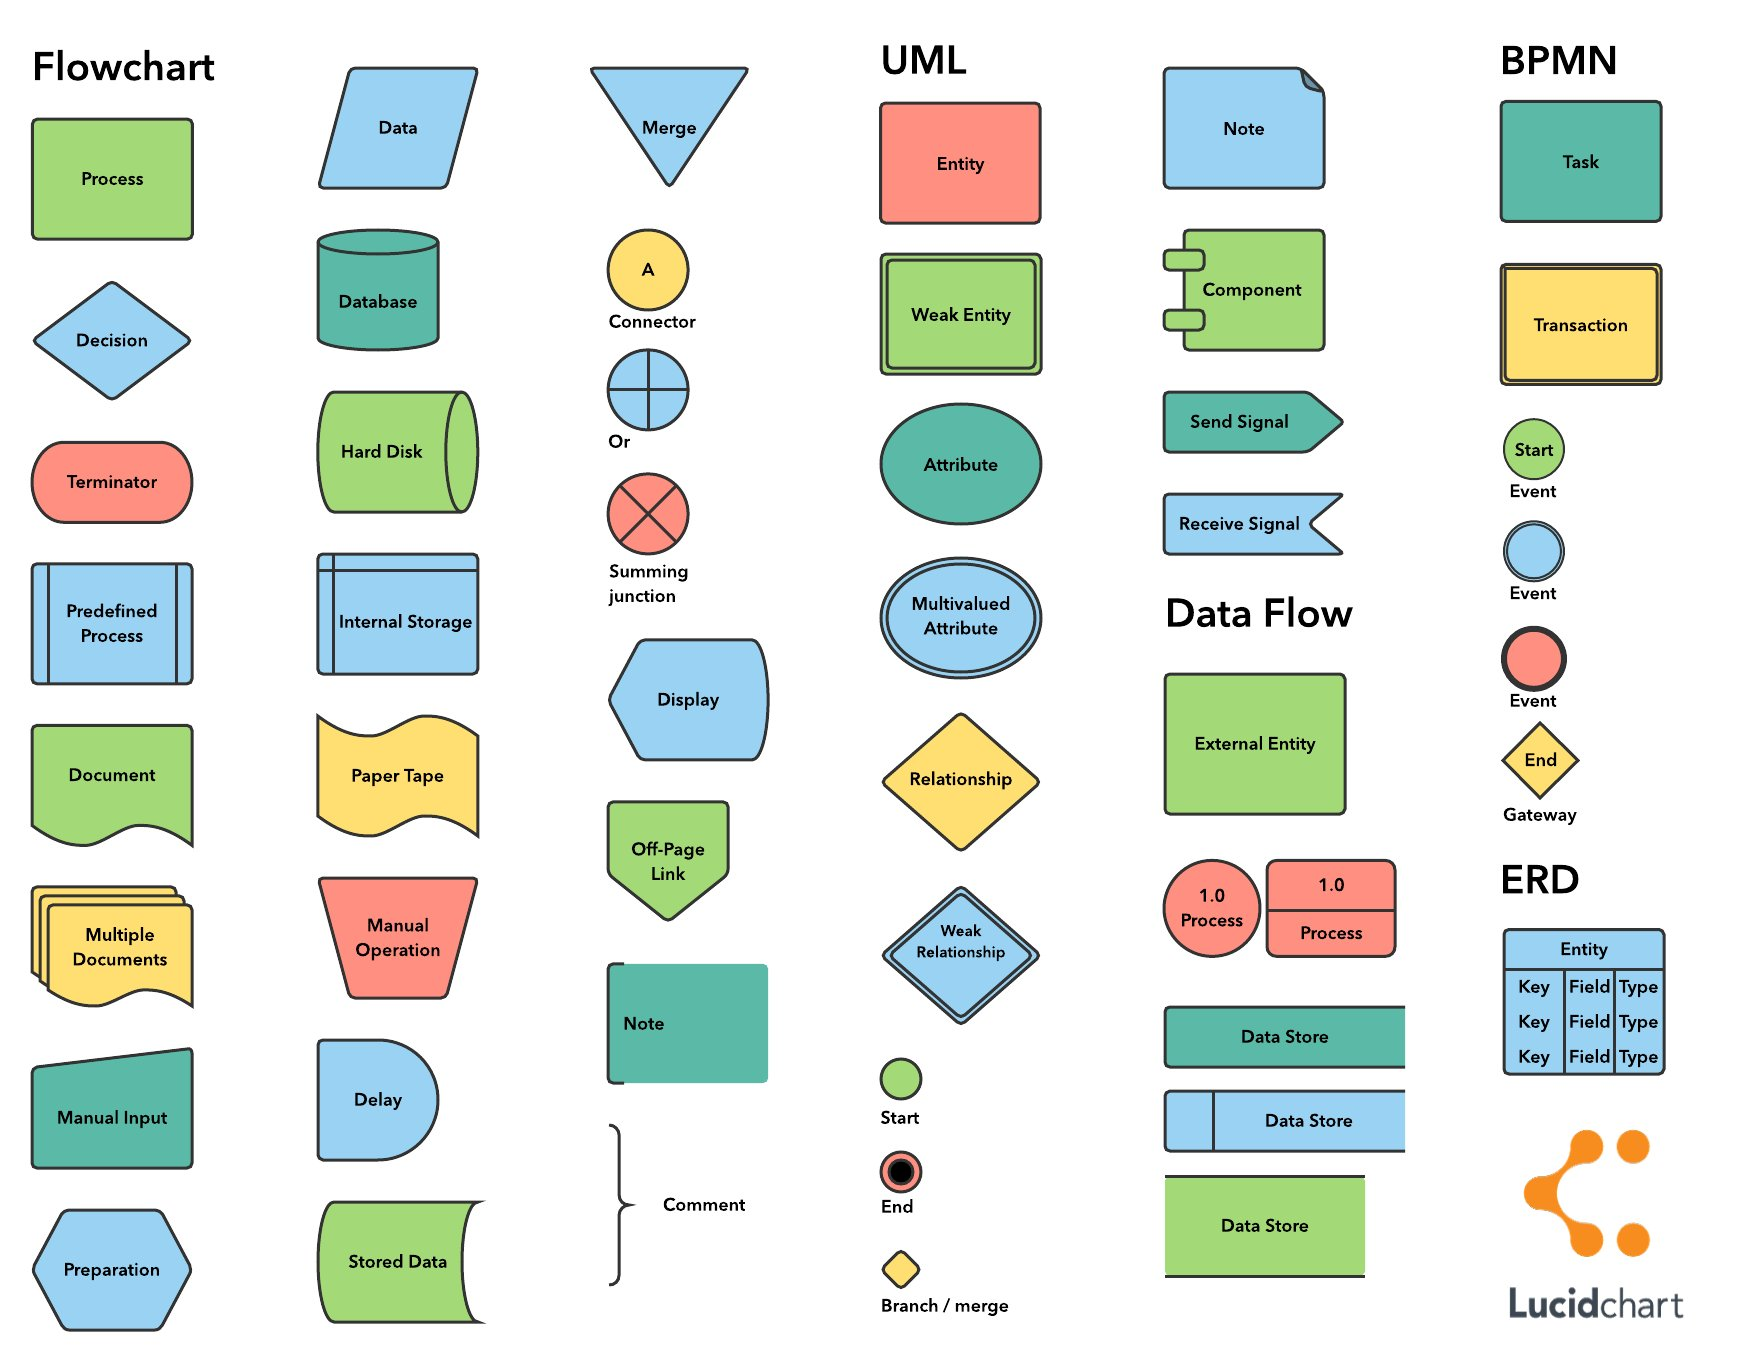 Flowchart
Process
Decision
Terminator
Predefined
Process
Document
Multiple
Documents
Manual Input
Preparation
Data
Database
Hard Disk
Internal Storage
Paper Tape
Manual
Operation
Delay
Stored Data
Merge
A
Connector
Or
Summing
junction
Display
Off-Page
Link
Note
Comment
UML
Entity
Weak Entity
Attribute
Multivalued
Attribute
Relationship
Weak
Relationship
Start
End
Branch / merge
Note
Component
Send Signal
Receive Signal
Data Flow
External Entity
1.0
Process
1.0
Process
Data Store
Data Store
Data Store
BPMN
Task
Transaction
Start
Event
Event
Event
End
Gateway
ERD
Entity
Key Field Type
Key Field Type
Key Field Type
Lucidchart